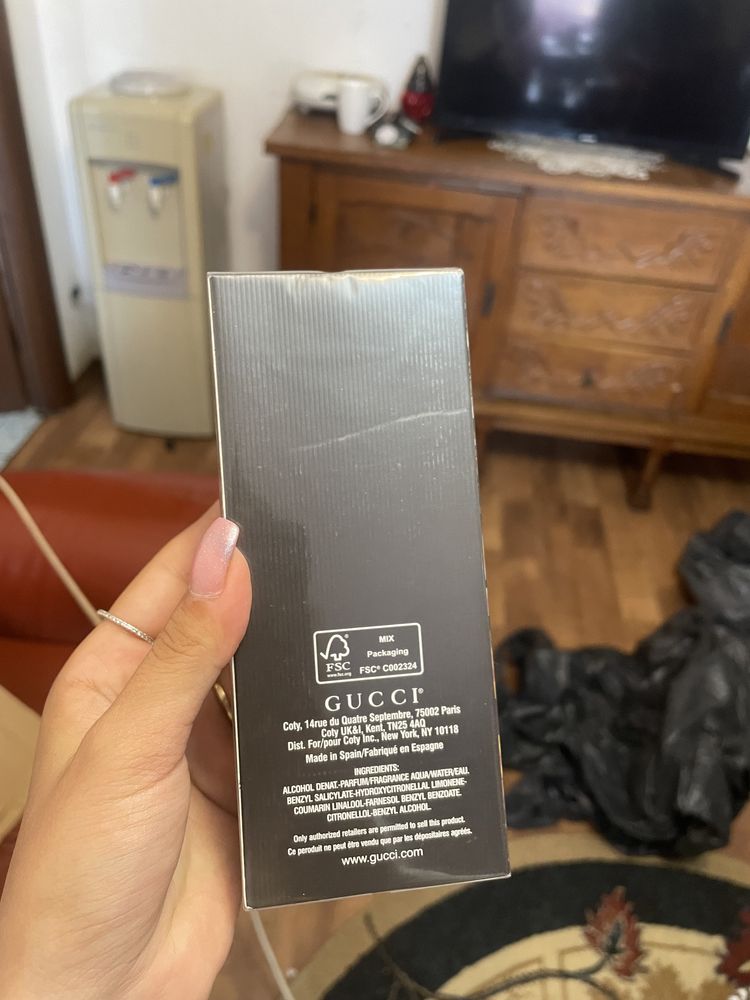 MIX
Packaging
FSC
www.fsc.org
FSC® C002324
GUCCI®
Coty, 14rue du Quatre Septembre, 75002 Paris
Coty UK&I, Kent, TN25 4AQ
Dist. For/pour Coty Inc., New York, NY 10118
Made in Spain/Fabriqué en Espagne
INGREDIENTS:
ALCOHOL DENAT.-PARFUM/FRAGRANCE AQUA/WATER/EAU.
BENZYL SALICYLATE-HYDROXYCITRONELLAL LIMONENE-
COUMARIN LINALOOL-FARNESOL BENZYL BENZOATE.
CITRONELLOL-BENZYL ALCOHOL.
Only authorized retailers are permitted to sell this product.
Ce peroduit ne peut être vendu que par les dépositaires agréés.
www.gucci.com